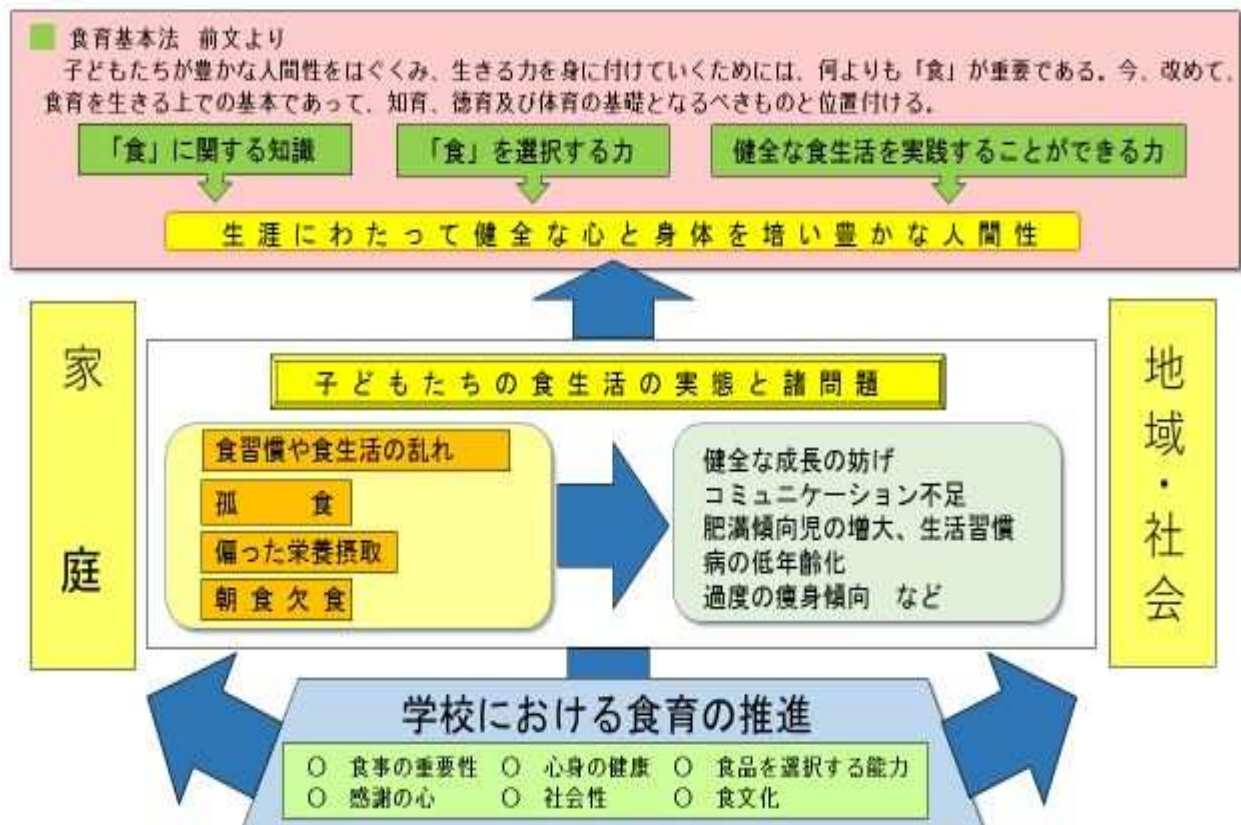 食育基本法 前文より
子どもたちが豊かな人間性をはぐくみ、生きる力を身に付けていくためには、何よりも「食」が重要である。今、改めて、
食育を生きる上での基本であって、知育、徳育及び体育の基礎となるべきものと位置付ける。
「食」に関する知識
「食」を選択する力
健全な食生活を実践することができる力
生涯にわたって健全な心と身体を培い豊かな人間性
家庭
子どもたちの食生活の実態と諸問題
食習慣や食生活の乱れ
孤食
偏った栄養摂取
朝食欠食
健全な成長の妨げ
コミュニケーション不足
肥満傾向児の増大、生活習慣
病の低年齢化
過度の痩身傾向 など
地域・社会
学校における食育の推進
○ 食事の重要性 ○ 心身の健康 ○ 食品を選択する能力
○ 感謝の心 ○ 社会性 ○ 食文化